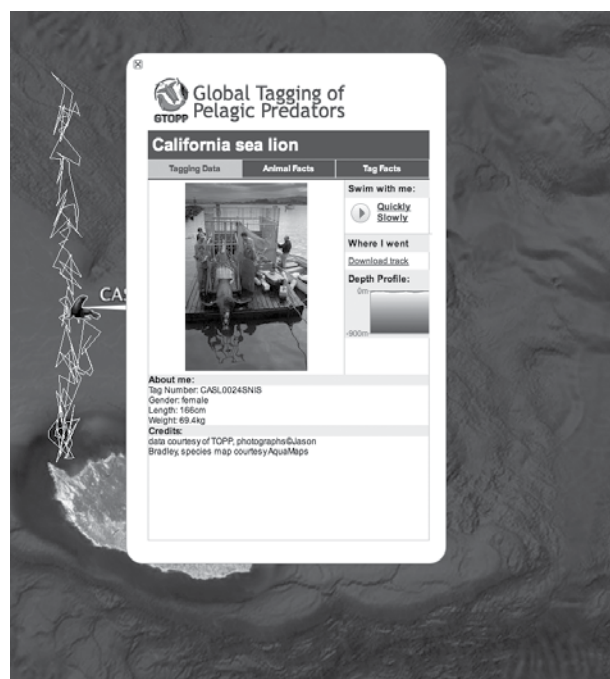 GTOPP
Global Tagging of
Pelagic Predators
California sea lion
Tagging Data Animal Facts Tag Facts
Swim with me:
Quickly
Slowly
Where I went
Download track
Depth Profile:
0m
-900m
CAS
About me:
Tag Number: CASL0024SNIS
Gender: female
Length: 166cm
Weight: 69.4kg
Credits:
data courtesy of TOPP, photographs©Jason
Bradley, species map courtesy AquaMaps